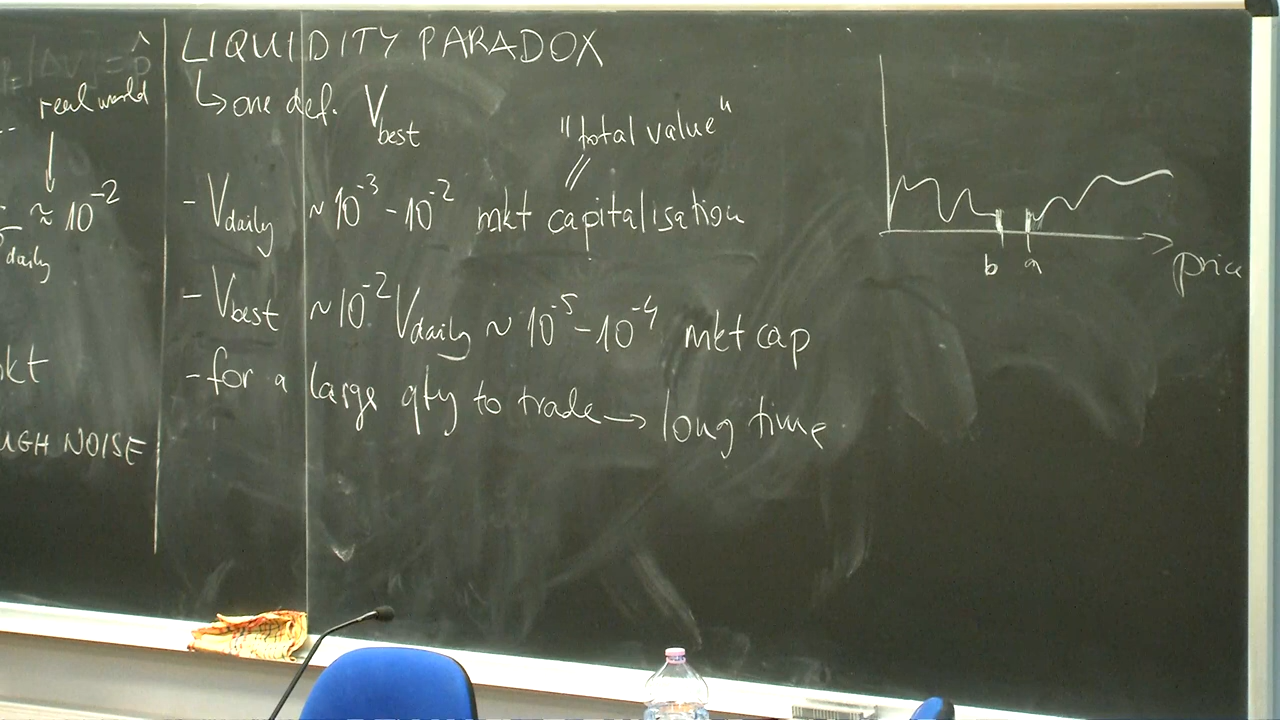 real world
≈ 10^-2
daily
kt
UGH NOISE
LIQUIDITY PARADOX
↳ one def. V_best
"total value"
- V_daily ~ 10^-3 - 10^-2 mkt capitalisation
- V_best ~ 10^-2 V_daily ~ 10^-5 - 10^-4 mkt cap
- for a large qty to trade → long time
b a
price